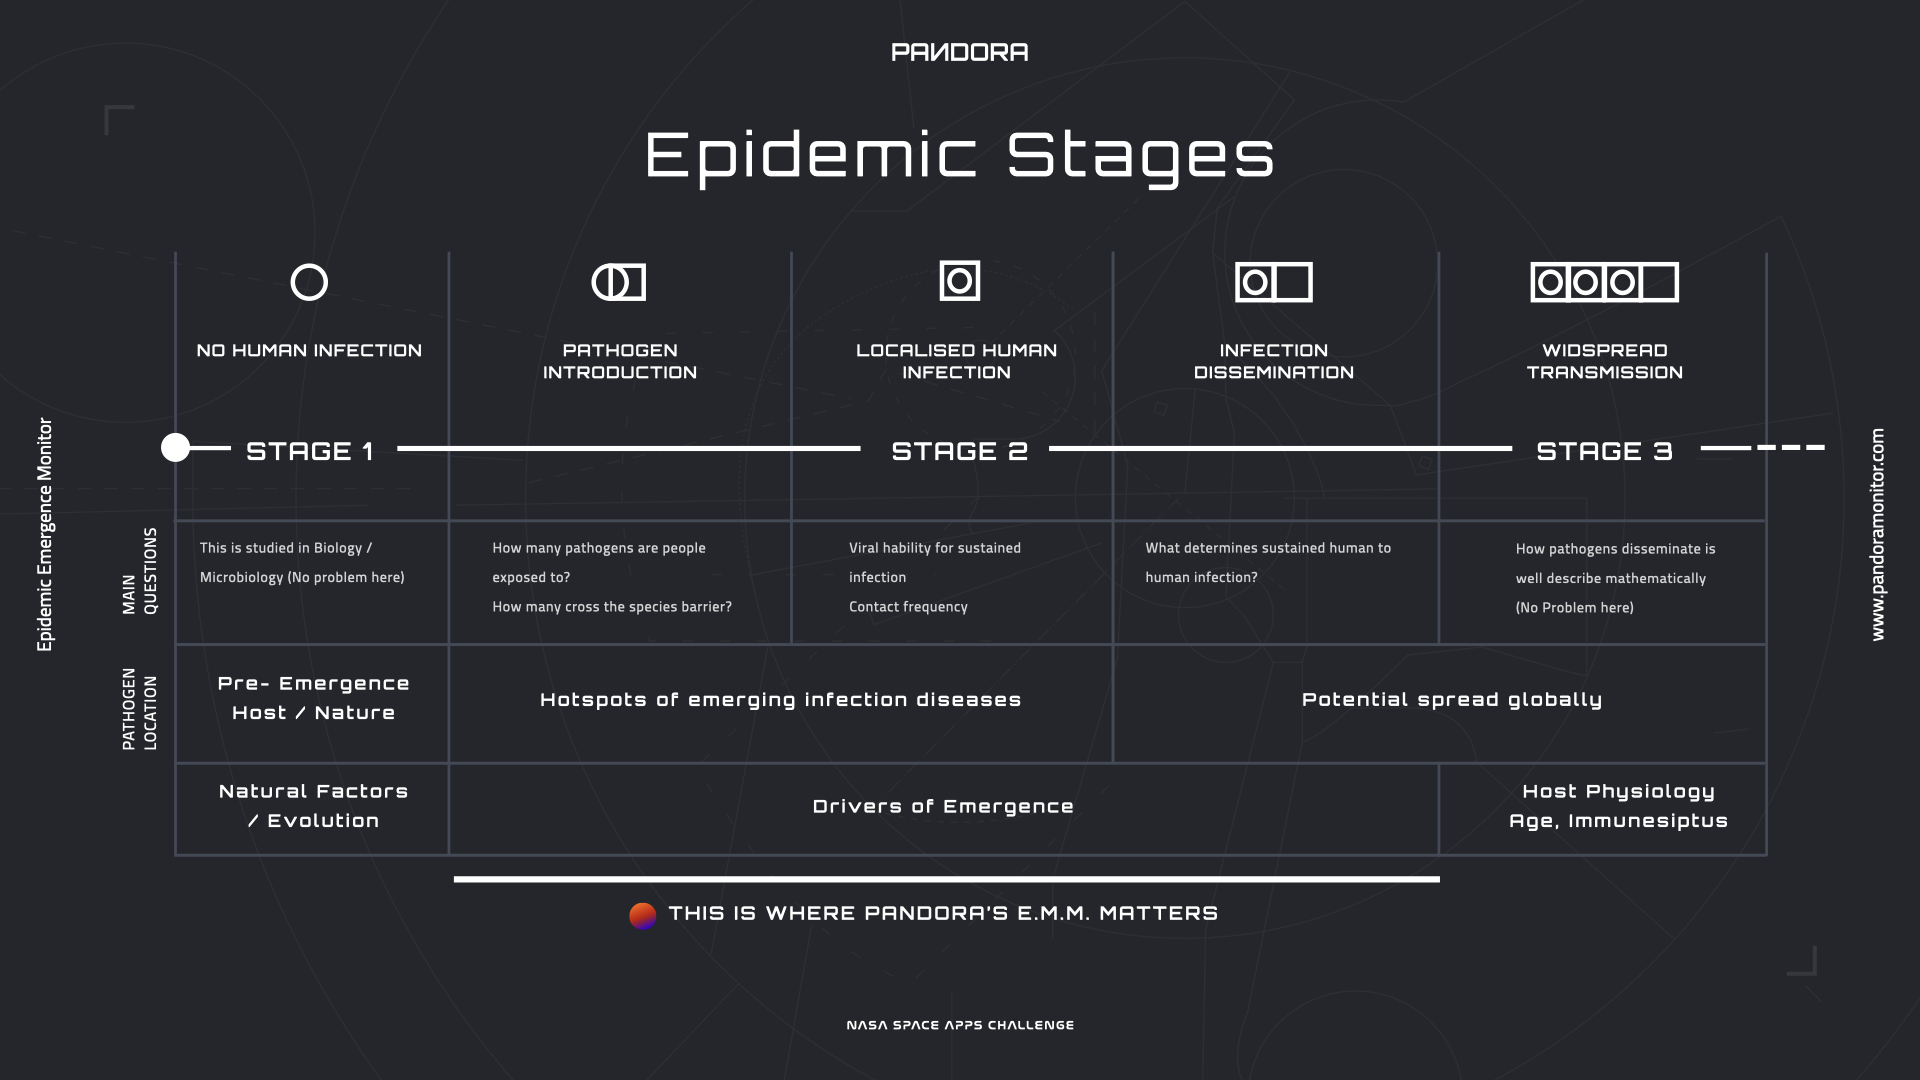 PANDORA
Epidemic Stages
NO HUMAN INFECTION
PATHOGEN
INTRODUCTION
LOCALISED HUMAN
INFECTION
INFECTION
DISSEMINATION
WIDSPREAD
TRANSMISSION
STAGE 1
STAGE 2
STAGE 3
Epidemic Emergence Monitor
www.pandoramonitor.com
MAIN
QUESTIONS
This is studied in Biology /
Microbiology (No problem here)
How many pathogens are people
exposed to?
How many cross the species barrier?
Viral hability for sustained
infection
Contact frequency
What determines sustained human to
human infection?
How pathogens disseminate is
well describe mathematically
(No Problem here)
PATHOGEN
LOCATION
Pre- Emergence
Host / Nature
Hotspots of emerging infection diseases
Potential spread globally
Natural Factors
/ Evolution
Drivers of Emergence
Host Physiology
Age, Immunesiptus
THIS IS WHERE PANDORA'S E.M.M. MATTERS
NASA SPACE APPS CHALLENGE